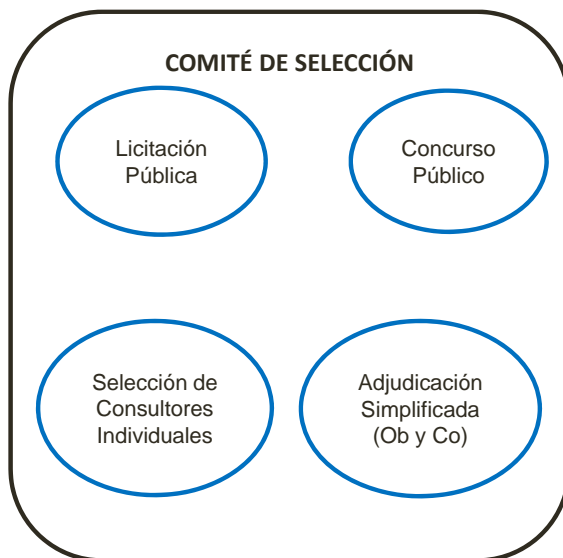 COMITÉ DE SELECCIÓN
Licitación
Pública
Concurso
Público
Selección de
Consultores
Individuales
Adjudicación
Simplificada
(Ob y Co)